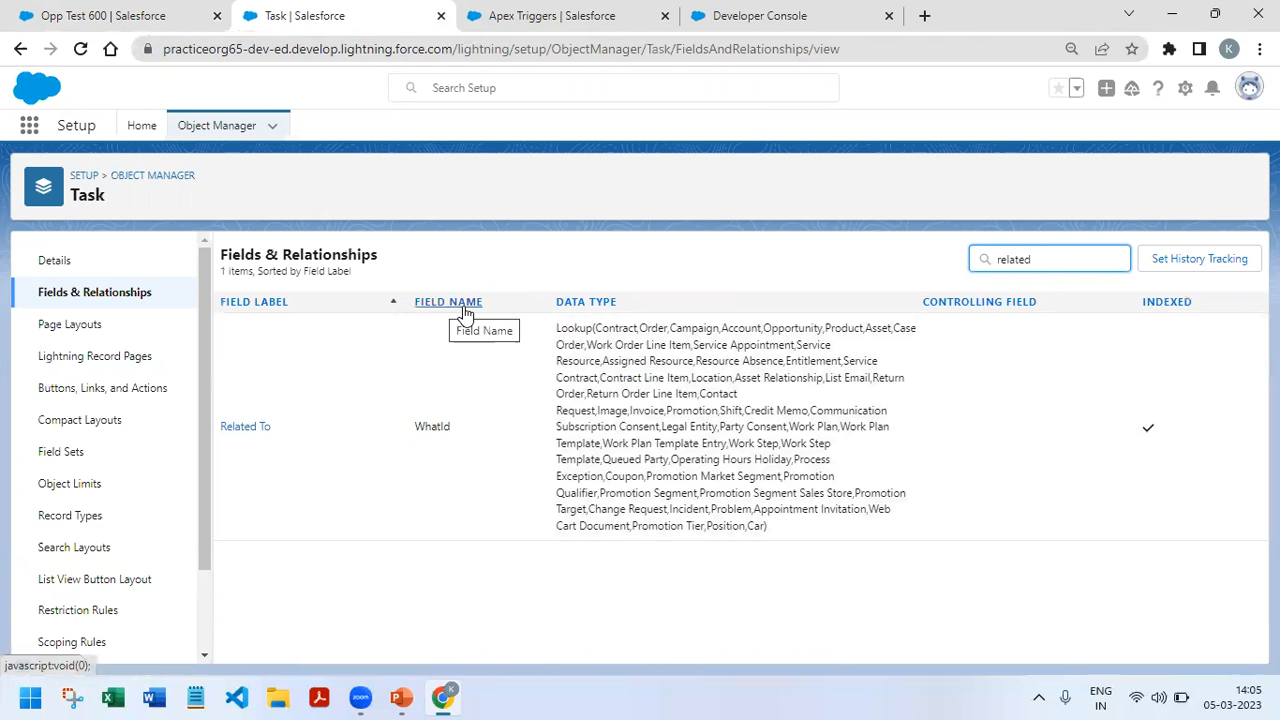 Opp Test 600 | Salesforce
Task | Salesforce
Apex Triggers | Salesforce
Developer Console
practiceorg65-dev-ed.develop.lightning.force.com/lightning/setup/ObjectManager/Task/FieldsAndRelationships/view
K
Search Setup
Setup
Home
Object Manager
SETUP > OBJECT MANAGER
Task
Details
Fields & Relationships
Page Layouts
Lightning Record Pages
Buttons, Links, and Actions
Compact Layouts
Field Sets
Object Limits
Record Types
Search Layouts
List View Button Layout
Restriction Rules
Scoping Rules
Fields & Relationships
1 items, Sorted by Field Label
related
Set History Tracking
FIELD LABEL
FIELD NAME
DATA TYPE
CONTROLLING FIELD
INDEXED
Field Name
Related To
WhatId
Lookup(Contract,Order,Campaign,Account,Opportunity,Product,Asset,Case
Order,Work Order Line Item,Service Appointment,Service
Resource,Assigned Resource,Resource Absence,Entitlement,Service
Contract,Contract Line Item,Location,Asset Relationship,List Email,Return
Order,Return Order Line Item,Contact
Request,Image,Invoice,Promotion,Shift,Credit Memo,Communication
Subscription Consent,Legal Entity,Party Consent,Work Plan,Work Plan
Template,Work Plan Template Entry,Work Step,Work Step
Template,Queued Party,Operating Hours Holiday,Process
Exception,Coupon,Promotion Market Segment,Promotion
Qualifier,Promotion Segment,Promotion Segment Sales Store,Promotion
Target,Change Request,Incident,Problem,Appointment Invitation,Web
Cart Document,Promotion Tier,Position,Car)
javascript:void(0);
zoom
K
ENG
IN
14:05
05-03-2023